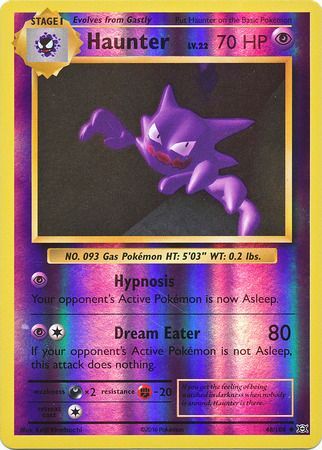 STAGE 1 Evolves from Gastly Put Haunter on the Basic Pokémon
Haunter LV.22 70 HP
NO. 093 Gas Pokémon HT: 5'03" WT: 0.2 lbs.
Hypnosis
Your opponent's Active Pokémon is now Asleep.
Dream Eater 80
If your opponent's Active Pokémon is not Asleep,
this attack does nothing.
weakness ×2 resistance -20
retreat
cost
If you get the feeling of being
watched in darkness when nobody
is around, Haunter is there.
Illus. Keiji Kinebuchi ©2016 Pokémon 48/108